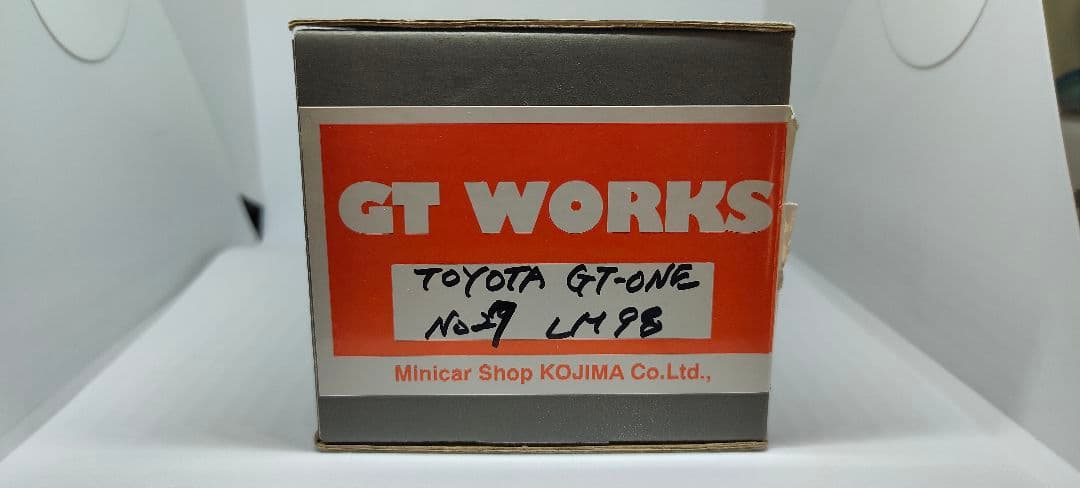 GT WORKS
TOYOTA GT-ONE
No29 LM98
Minicar Shop KOJIMA Co.Ltd.,